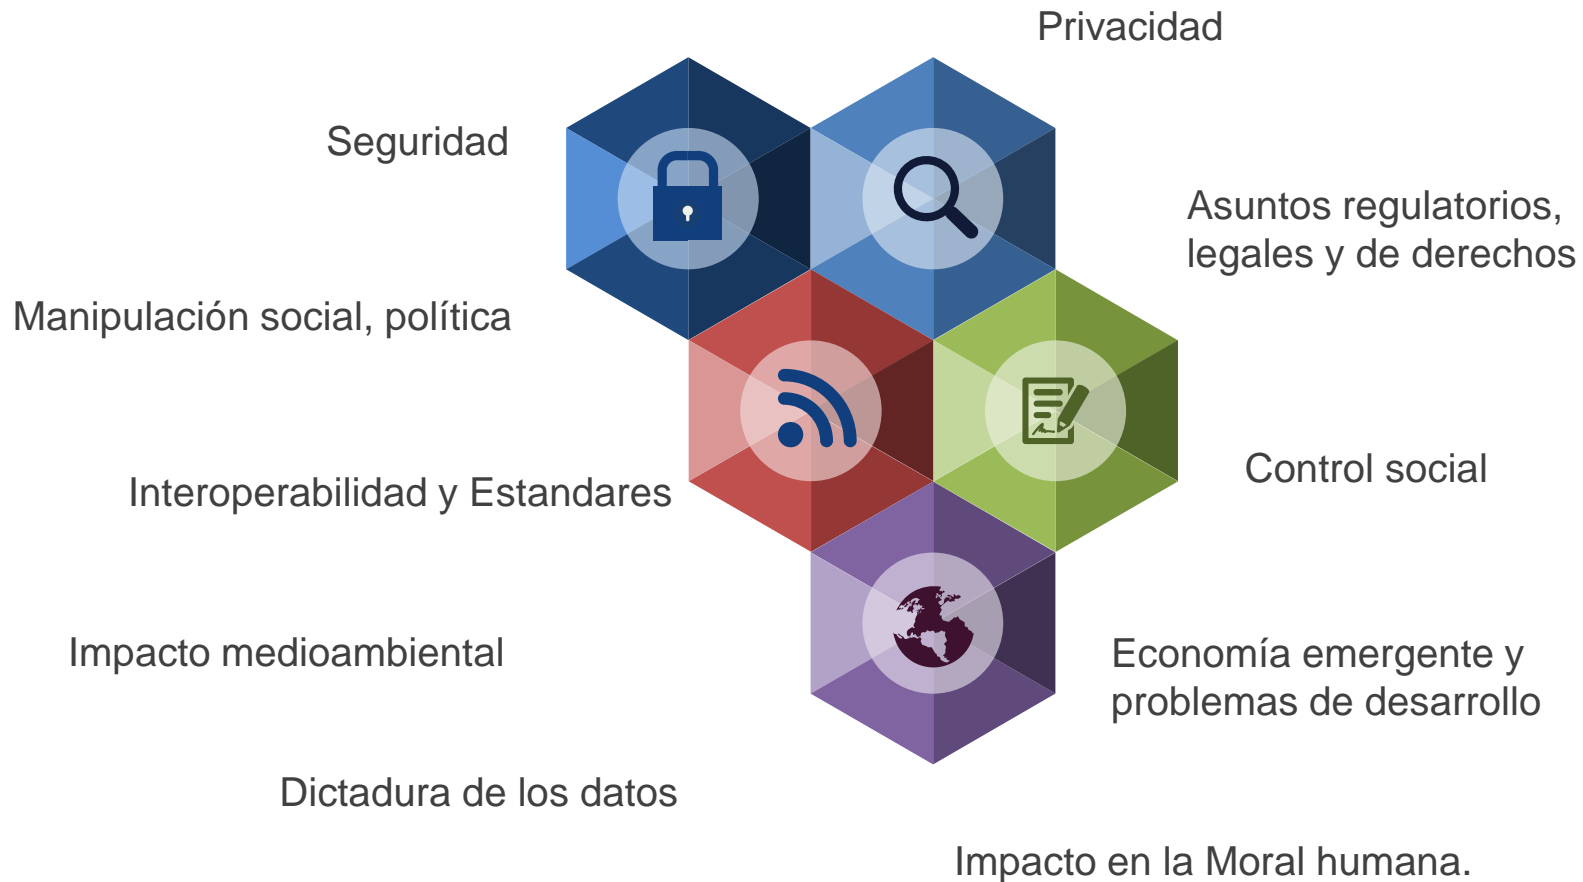 Privacidad
Seguridad
Asuntos regulatorios,
legales y de derechos
Manipulación social, política
Control social
Interoperabilidad y Estandares
Impacto medioambiental
Economía emergente y
problemas de desarrollo
Dictadura de los datos
Impacto en la Moral humana.